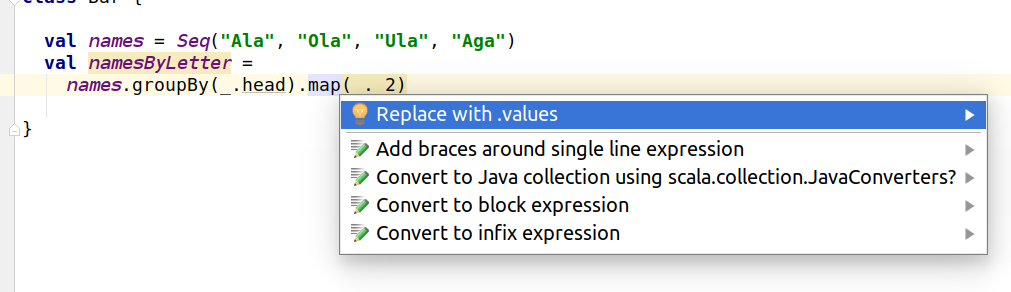 class Bar {
val names = Seq("Ala", "Ola", "Ula", "Aga")
val namesByLetter =
names.groupBy(_.head).map(_._2)
}
Replace with .values
Add braces around single line expression
Convert to Java collection using scala.collection.JavaConverters?
Convert to block expression
Convert to infix expression